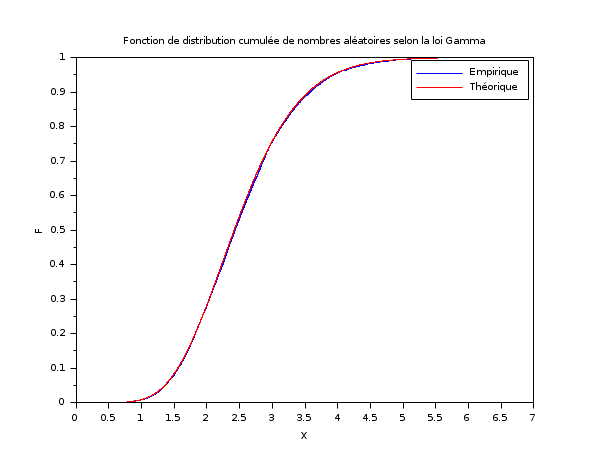 Fonction de distribution cumulée de nombres aléatoires selon la loi Gamma
Empirique
Théorique
F
1
0.9
0.8
0.7
0.6
0.5
0.4
0.3
0.2
0.1
0
0 0.5 1 1.5 2 2.5 3 3.5 4 4.5 5 5.5 6 6.5 7
X